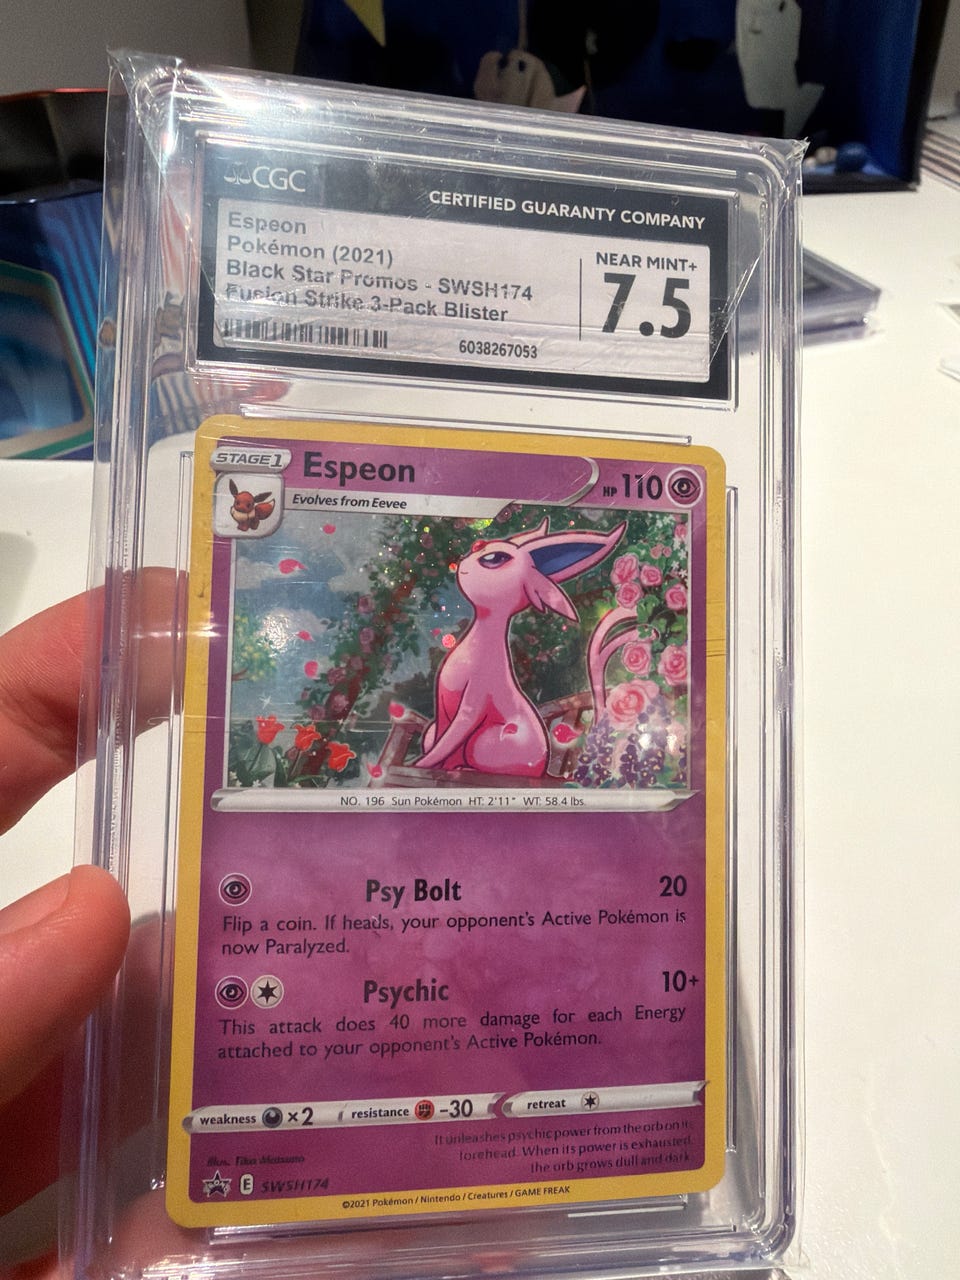 CGC
CERTIFIED GUARANTY COMPANY
Espeon
Pokémon (2021)
Black Star Promos - SWSH174
Fusion Strike 3-Pack Blister
NEAR MINT+
7.5
6038267053
STAGE 1 Espeon HP 110
Evolves from Eevee
NO. 196 Sun Pokémon HT: 2'11" WT: 58.4 lbs.
Psy Bolt 20
Flip a coin. If heads, your opponent's Active Pokémon is
now Paralyzed.
Psychic 10+
This attack does 40 more damage for each Energy
attached to your opponent's Active Pokémon.
weakness ×2 resistance -30 retreat
It unleashes psychic power from the orb on its
forehead. When its power is exhausted,
the orb grows dull and dark.
Illus. Tika Matsuno
E SWSH174
©2021 Pokémon / Nintendo / Creatures / GAME FREAK